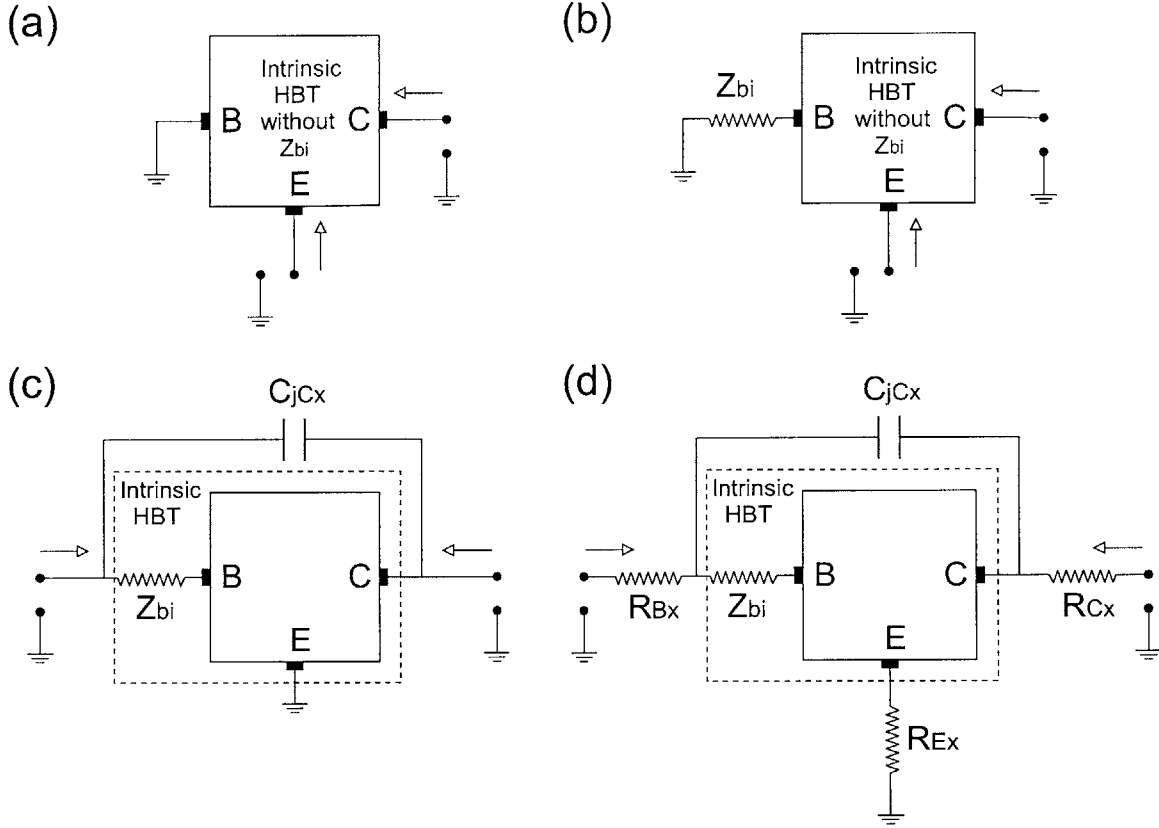 (a)
Intrinsic
HBT
without
Zbi
B
C
E
(b)
Zbi
Intrinsic
HBT
without
Zbi
B
C
E
(c)
CjCx
Intrinsic
HBT
B
C
Zbi
E
(d)
CjCx
Intrinsic
HBT
B
C
RBx
Zbi
RCx
E
REx